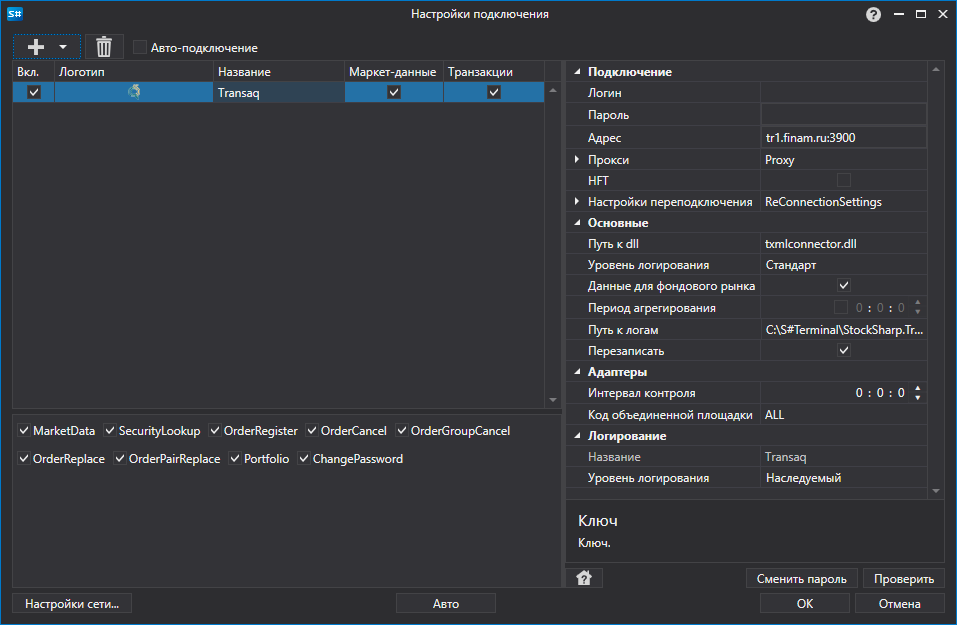 S#
Настройки подключения
?
Авто-подключение
Вкл. Логотип Название Маркет-данные Транзакции
Transaq
Подключение
Логин
Пароль
Адрес tr1.finam.ru:3900
Прокси Proxy
HFT
Настройки переподключения ReConnectionSettings
Основные
Путь к dll txmlconnector.dll
Уровень логирования Стандарт
Данные для фондового рынка
Период агрегирования 0 : 0 : 0
Путь к логам C:\S#Terminal\StockSharp.Tr...
Перезаписать
Адаптеры
Интервал контроля 0 : 0 : 0
Код объединенной площадки ALL
Логирование
Название Transaq
Уровень логирования Наследуемый
MarketData SecurityLookup OrderRegister OrderCancel OrderGroupCancel
OrderReplace OrderPairReplace Portfolio ChangePassword
Ключ
Ключ.
? Сменить пароль Проверить
Настройки сети... Авто OK Отмена